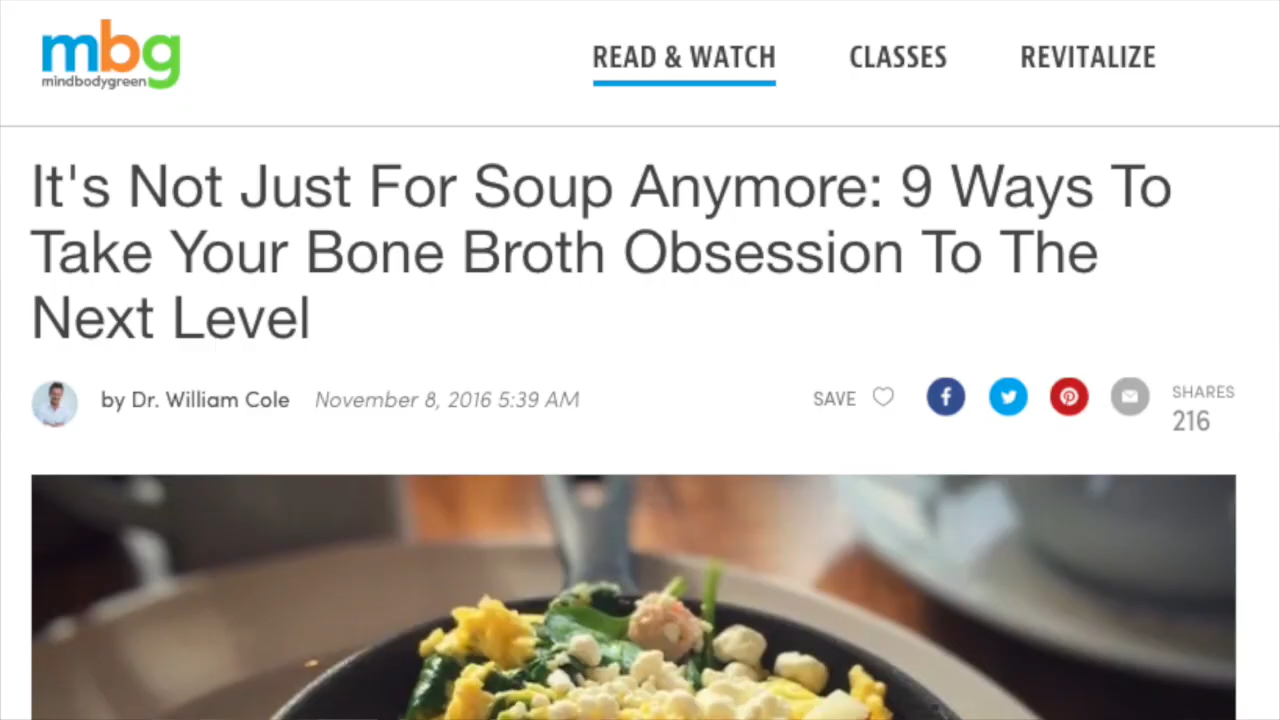 mbg
mindbodygreen
READ & WATCH CLASSES REVITALIZE
It's Not Just For Soup Anymore: 9 Ways To
Take Your Bone Broth Obsession To The
Next Level
by Dr. William Cole November 8, 2016 5:39 AM
SAVE
SHARES
216